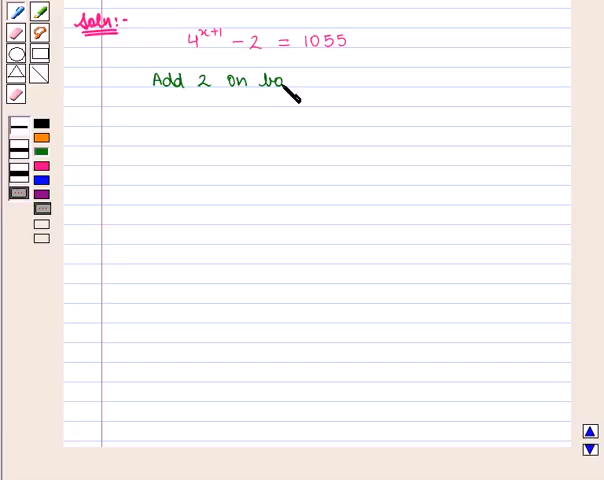 Soln:-
4^{x+1} - 2 = 1055
Add 2 on bo